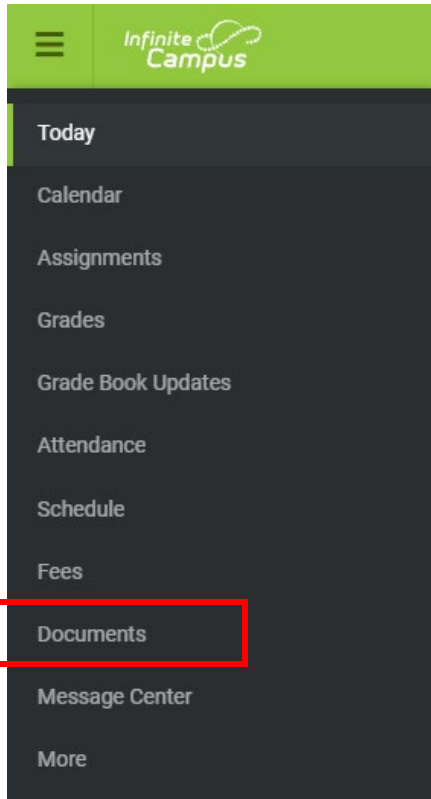 Infinite
Campus
Today
Calendar
Assignments
Grades
Grade Book Updates
Attendance
Schedule
Fees
Documents
Message Center
More